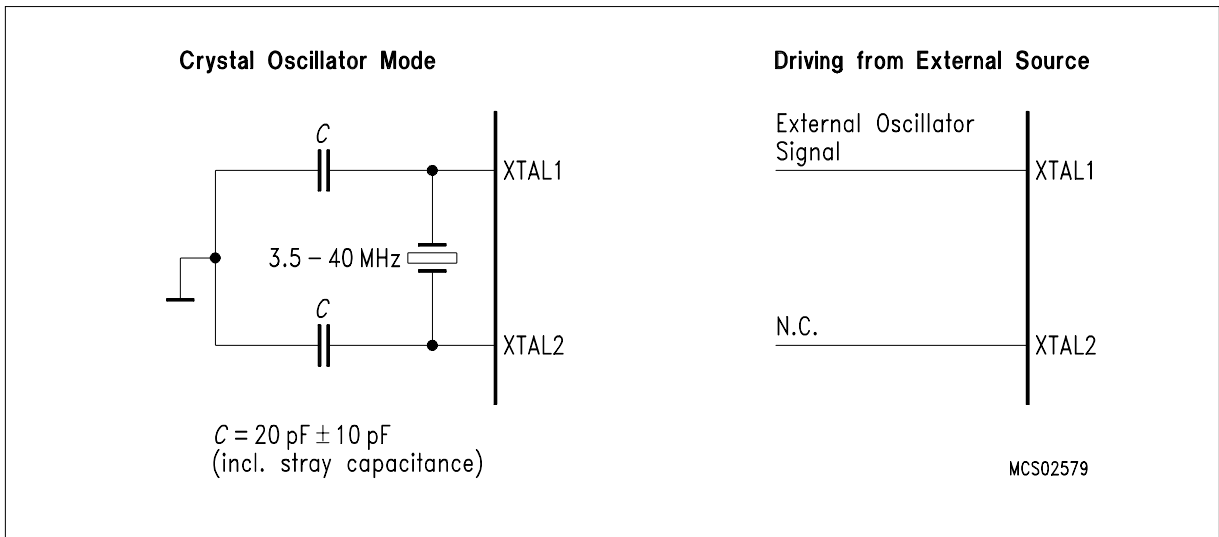 Crystal Oscillator Mode
C
XTAL1
3.5 – 40 MHz
C
XTAL2
C = 20 pF ± 10 pF
(incl. stray capacitance)
Driving from External Source
External Oscillator
Signal
XTAL1
N.C.
XTAL2
MCS02579